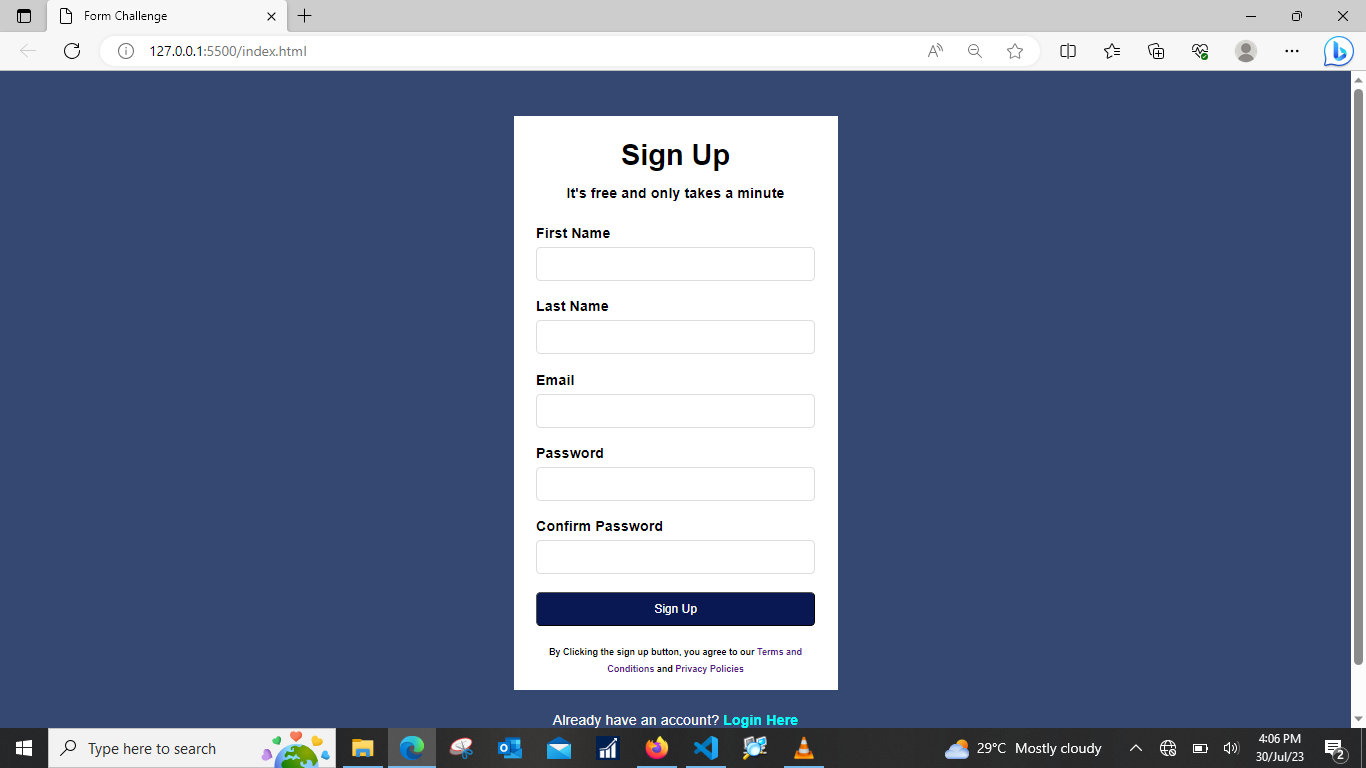 Form Challenge
127.0.0.1:5500/index.html
Sign Up
It's free and only takes a minute
First Name
Last Name
Email
Password
Confirm Password
Sign Up
By Clicking the sign up button, you agree to our Terms and
Conditions and Privacy Policies
Already have an account? Login Here
Type here to search
29°C Mostly cloudy
4:06 PM
30/Jul/23
2